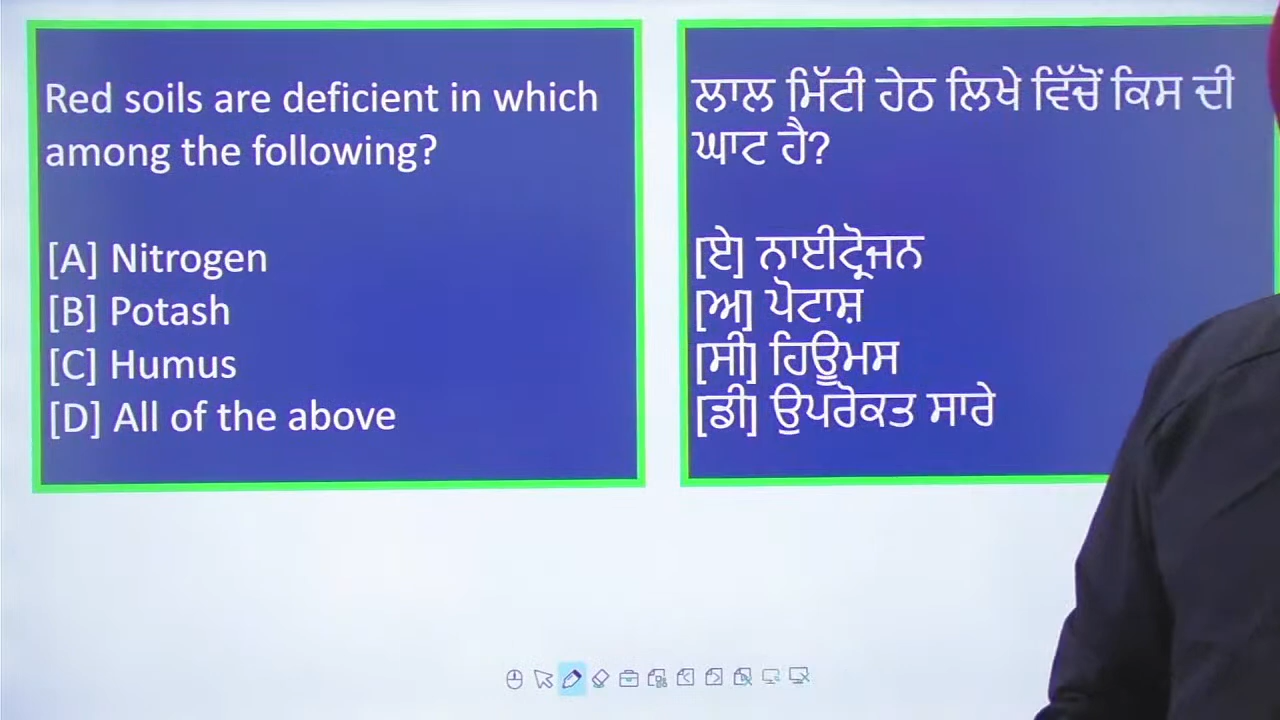 Red soils are deficient in which
among the following?
[A] Nitrogen
[B] Potash
[C] Humus
[D] All of the above
ਲਾਲ ਮਿੱਟੀ ਹੇਠ ਲਿਖੇ ਵਿੱਚੋਂ ਕਿਸ ਦੀ
ਘਾਟ ਹੈ?
[ਏ] ਨਾਈਟ੍ਰੋਜਨ
[ਅ] ਪੋਟਾਸ਼
[ਸੀ] ਹਿਊਮਸ
[ਡੀ] ਉਪਰੋਕਤ ਸਾਰੇ